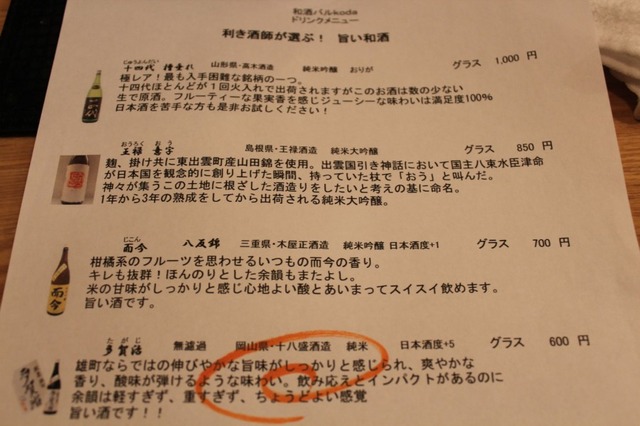 和酒バルkoda
ドリンクメニュー
利き酒師が選ぶ！ 旨い和酒
じゅうよんだい
十四代 槽垂れ 山形県・高木酒造 純米吟醸 おりが グラス 1,000 円
極レア！最も入手困難な銘柄の一つ。
十四代ほとんどが１回火入れで出荷されますがこのお酒は数の少ない
生で原酒。フルーティーな果実香を感じジューシーな味わいは満足度100%
日本酒を苦手な方も是非お試しください！
おうろく おう
王禄 意宇 島根県・王禄酒造 純米大吟醸 グラス 850 円
麹、掛け共に東出雲町産山田錦を使用。出雲国引き神話において国主八束水臣津命
が日本国を観念的に創り上げた瞬間、持っていた杖で「おう」と叫んだ。
神々が集うこの土地に根ざした酒造りをしたいと考えの基に命名。
1年から3年の熟成をしてから出荷される純米大吟醸。
じこん
而今 八反錦 三重県・木屋正酒造 純米吟醸 日本酒度+1 グラス 700 円
柑橘系のフルーツを思わせるいつもの而今の香り。
キレも抜群！ほんのりとした余韻もまたよし。
米の甘味がしっかりと感じ心地よい酸とあいまってスイスイ飲めます。
旨い酒です。
たがじ
多賀治 無濾過 岡山県・十八盛酒造 純米 日本酒度+5 グラス 600 円
雄町ならではの伸びやかな旨味がしっかりと感じられ、爽やかな
香り、酸味が弾けるような味わい。飲み応えとインパクトがあるのに
余韻は軽すぎず、重すぎず、ちょうどよい感覚
旨い酒です！！